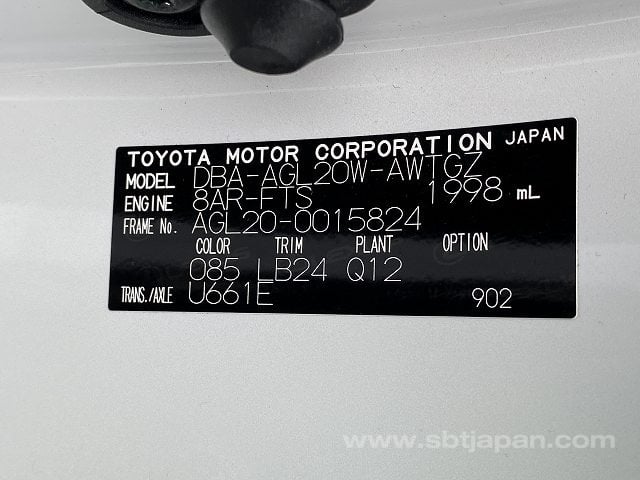 TOYOTA MOTOR CORPORATION JAPAN
MODEL DBA-AGL20W-AWTGZ
ENGINE 8AR-FTS 1998 mL
FRAME No. AGL20-0015824
COLOR TRIM PLANT OPTION
085 LB24 Q12
TRANS./AXLE U661E 902
www.sbtjapan.com